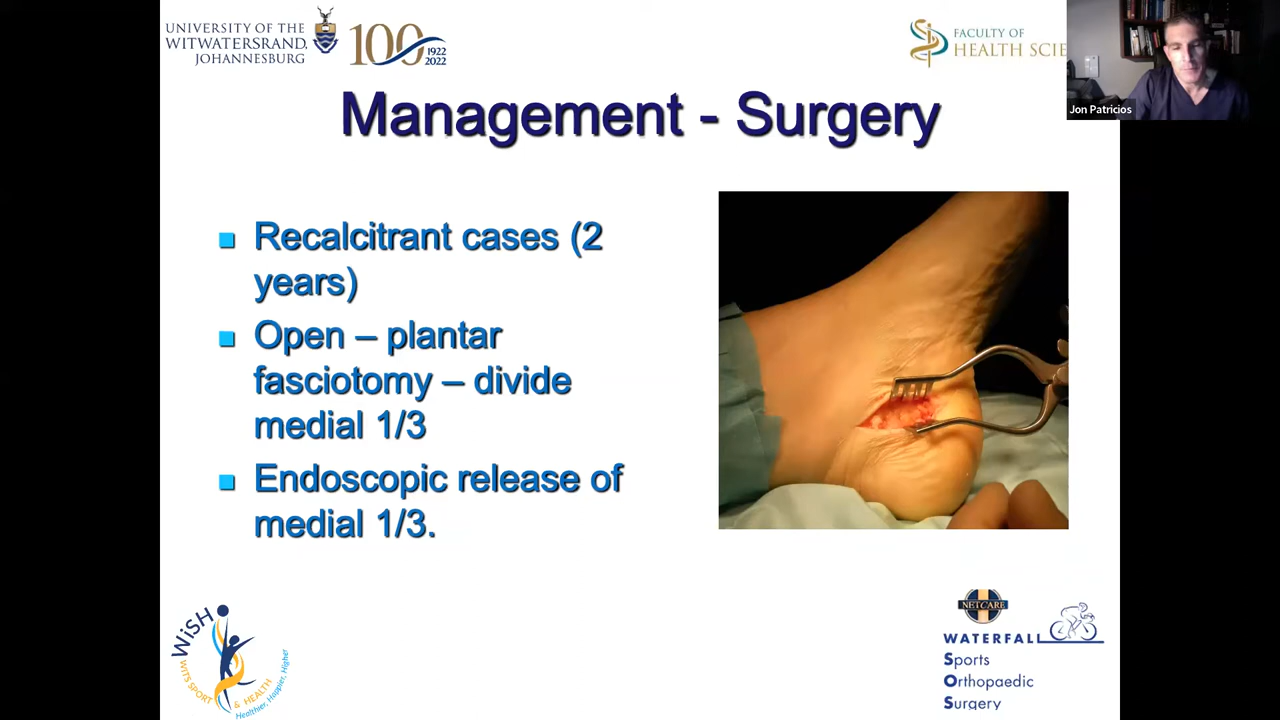 UNIVERSITY OF THE
WITWATERSRAND,
JOHANNESBURG
100 1922
2022
FACULTY OF
HEALTH SCIE
Jon Patricios
Management - Surgery
Recalcitrant cases (2
years)
Open – plantar
fasciotomy – divide
medial 1/3
Endoscopic release of
medial 1/3.
WiSH
WITS SPORT & HEALTH
Healthier, Happier, Higher
NETCARE
WATERFALL
Sports
Orthopaedic
Surgery